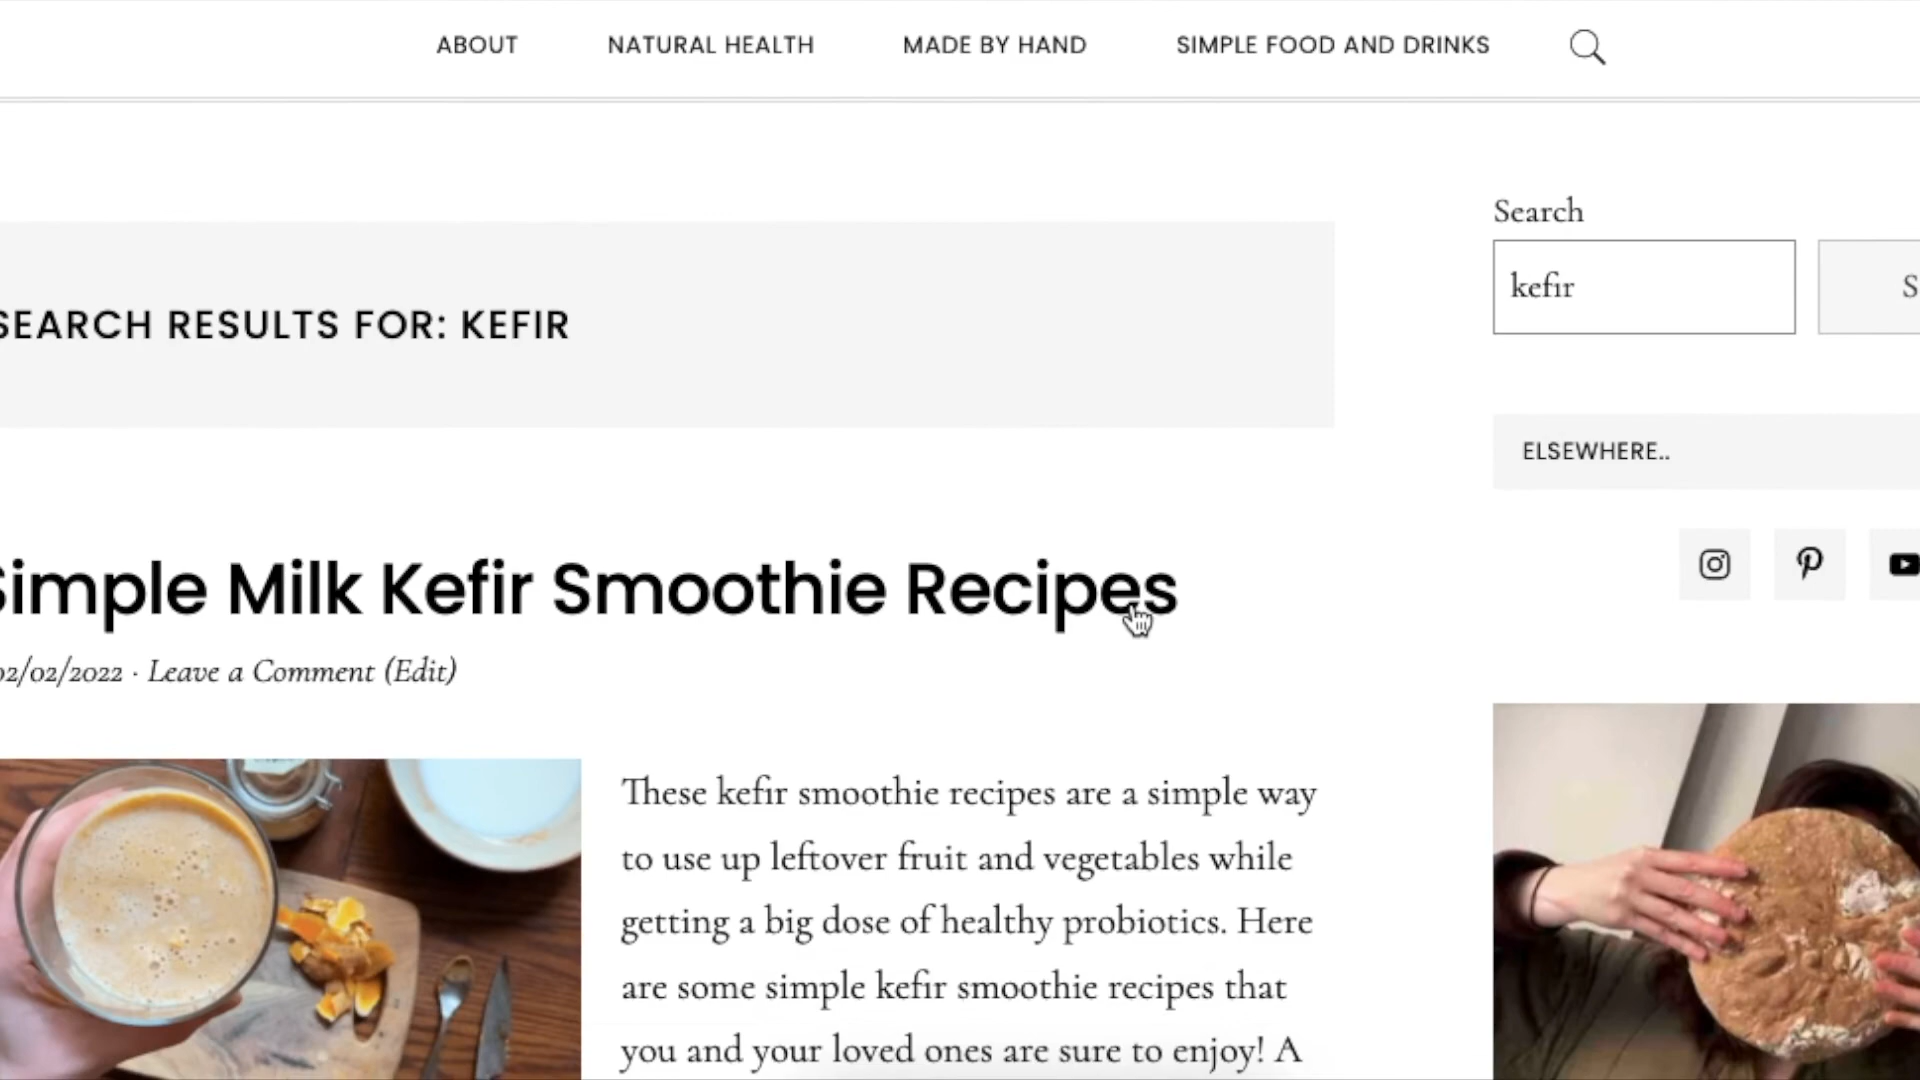 ABOUT NATURAL HEALTH MADE BY HAND SIMPLE FOOD AND DRINKS
Search
kefir
SEARCH RESULTS FOR: KEFIR
ELSEWHERE..
Simple Milk Kefir Smoothie Recipes
02/02/2022 · Leave a Comment (Edit)
These kefir smoothie recipes are a simple way
to use up leftover fruit and vegetables while
getting a big dose of healthy probiotics. Here
are some simple kefir smoothie recipes that
you and your loved ones are sure to enjoy! A